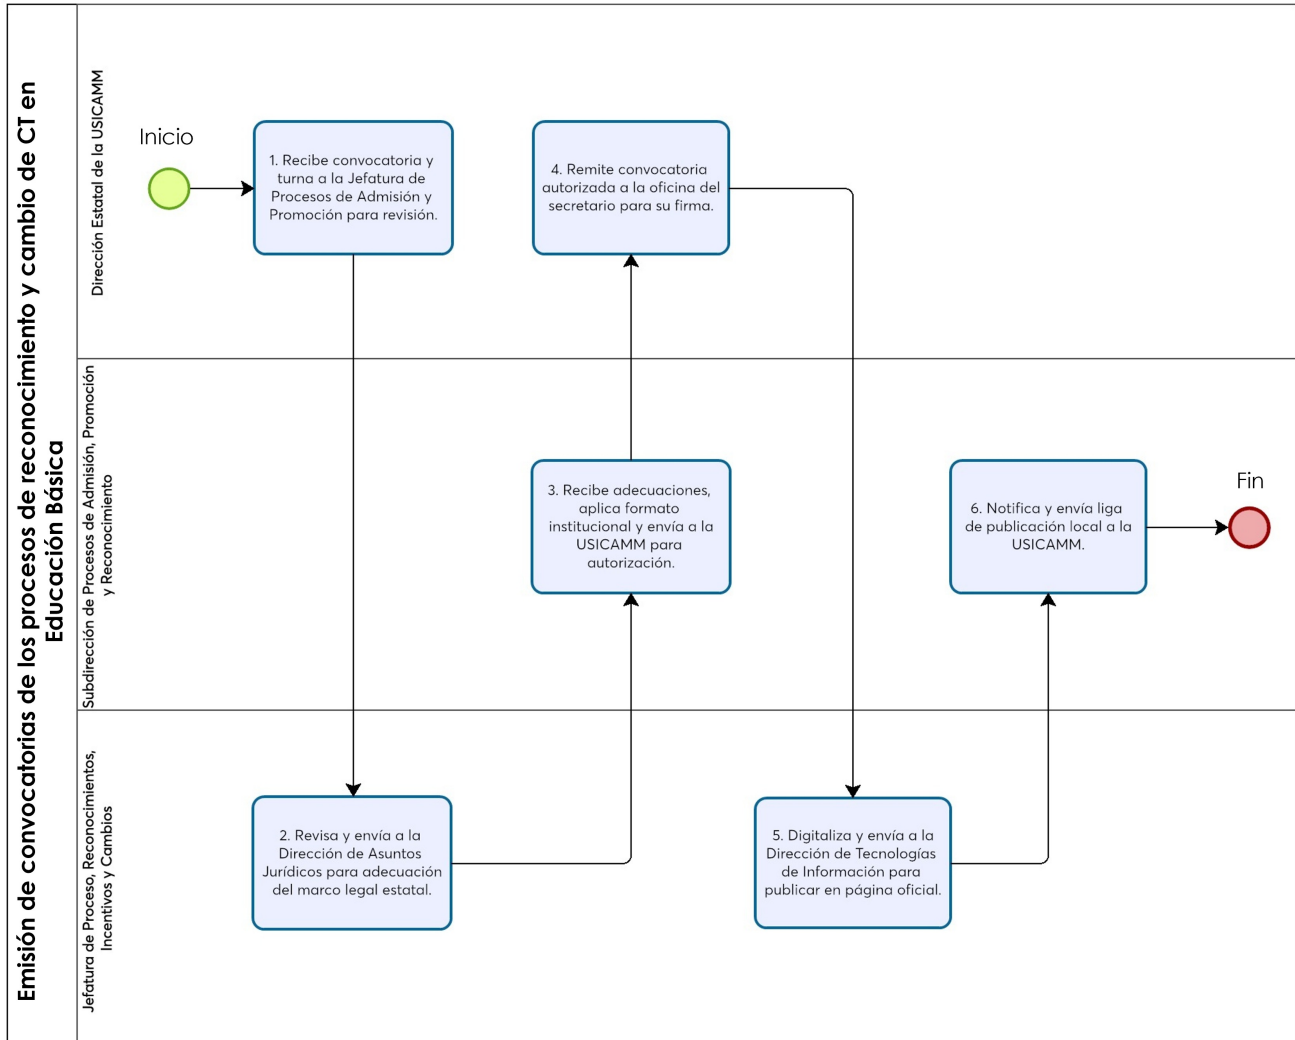 Emisión de convocatorias de los procesos de reconocimiento y cambio de CT en
Educación Básica
Dirección Estatal de la USICAMM
Inicio
1. Recibe convocatoria y
turna a la Jefatura de
Procesos de Admisión y
Promoción para revisión.
4. Remite convocatoria
autorizada a la oficina del
secretario para su firma.
Subdirección de Procesos de Admisión, Promoción
y Reconocimiento
3. Recibe adecuaciones,
aplica formato
institucional y envía a la
USICAMM para
autorización.
6. Notifica y envía liga
de publicación local a la
USICAMM.
Fin
Jefatura de Proceso, Reconocimientos,
Incentivos y Cambios
2. Revisa y envía a la
Dirección de Asuntos
Jurídicos para adecuación
del marco legal estatal.
5. Digitaliza y envía a la
Dirección de Tecnologías
de Información para
publicar en página oficial.